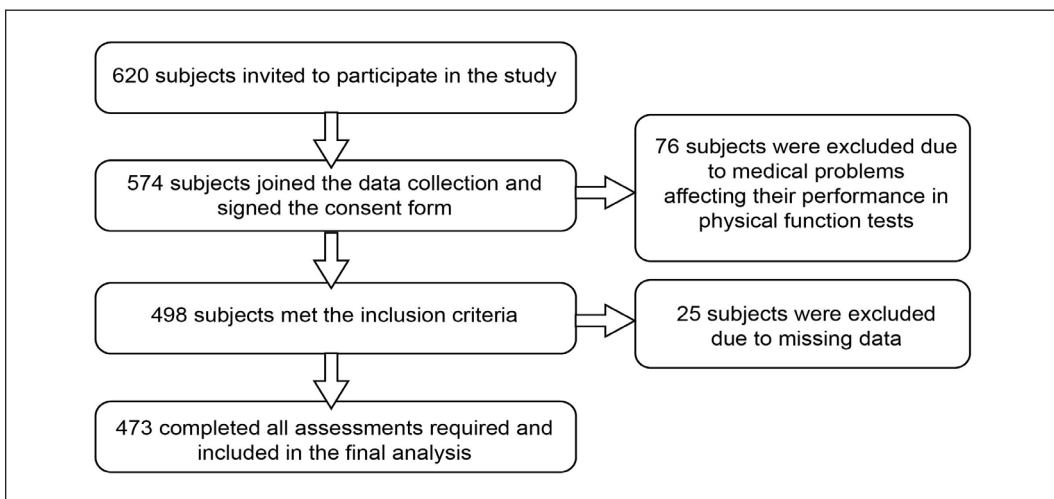 620 subjects invited to participate in the study
574 subjects joined the data collection and
signed the consent form
76 subjects were excluded due
to medical problems
affecting their performance in
physical function tests
498 subjects met the inclusion criteria
25 subjects were excluded
due to missing data
473 completed all assessments required and
included in the final analysis